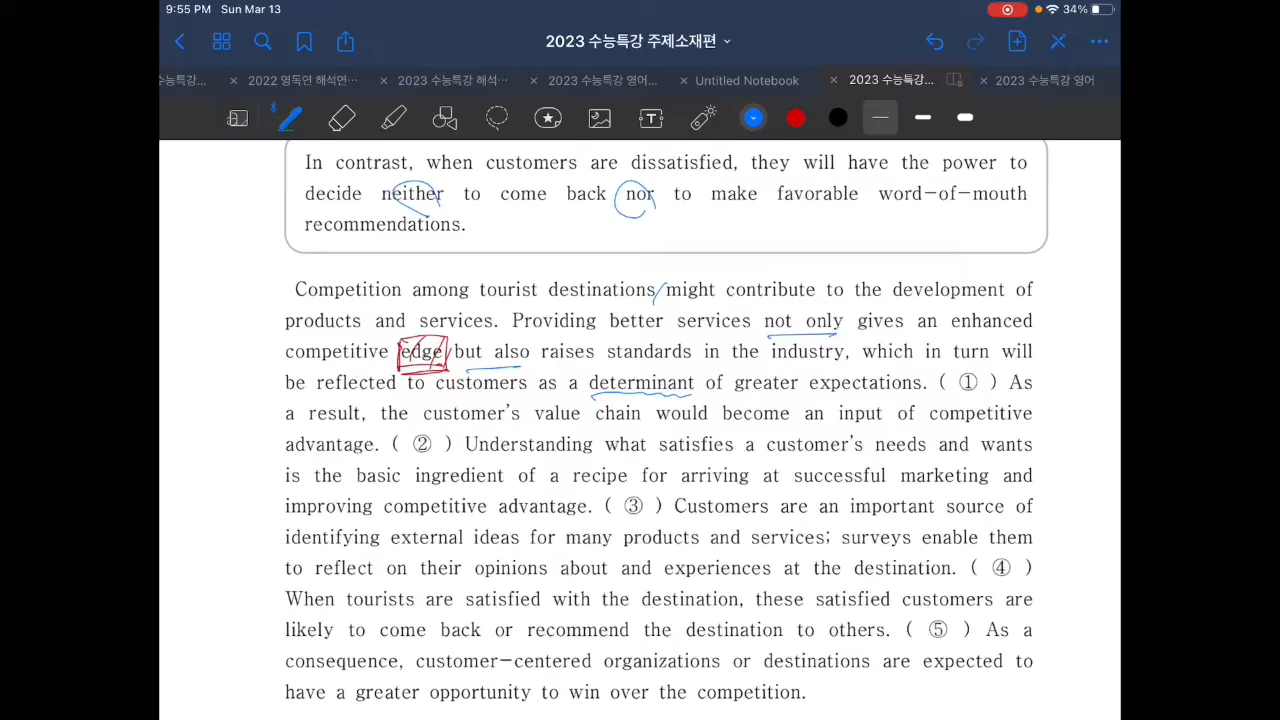 9:55 PM Sun Mar 13
34%
2023 수능특강 주제소재편
수능특강...
× 2022 영독연 해석연...
× 2023 수능특강 해석...
× 2023 수능특강 영어...
× Untitled Notebook
× 2023 수능특강...
× 2023 수능특강 영어
In contrast, when customers are dissatisfied, they will have the power to
decide neither to come back nor to make favorable word-of-mouth
recommendations.
Competition among tourist destinations might contribute to the development of
products and services. Providing better services not only gives an enhanced
competitive edge but also raises standards in the industry, which in turn will
be reflected to customers as a determinant of greater expectations. ( ① ) As
a result, the customer's value chain would become an input of competitive
advantage. ( ② ) Understanding what satisfies a customer's needs and wants
is the basic ingredient of a recipe for arriving at successful marketing and
improving competitive advantage. ( ③ ) Customers are an important source of
identifying external ideas for many products and services; surveys enable them
to reflect on their opinions about and experiences at the destination. ( ④ )
When tourists are satisfied with the destination, these satisfied customers are
likely to come back or recommend the destination to others. ( ⑤ ) As a
consequence, customer-centered organizations or destinations are expected to
have a greater opportunity to win over the competition.